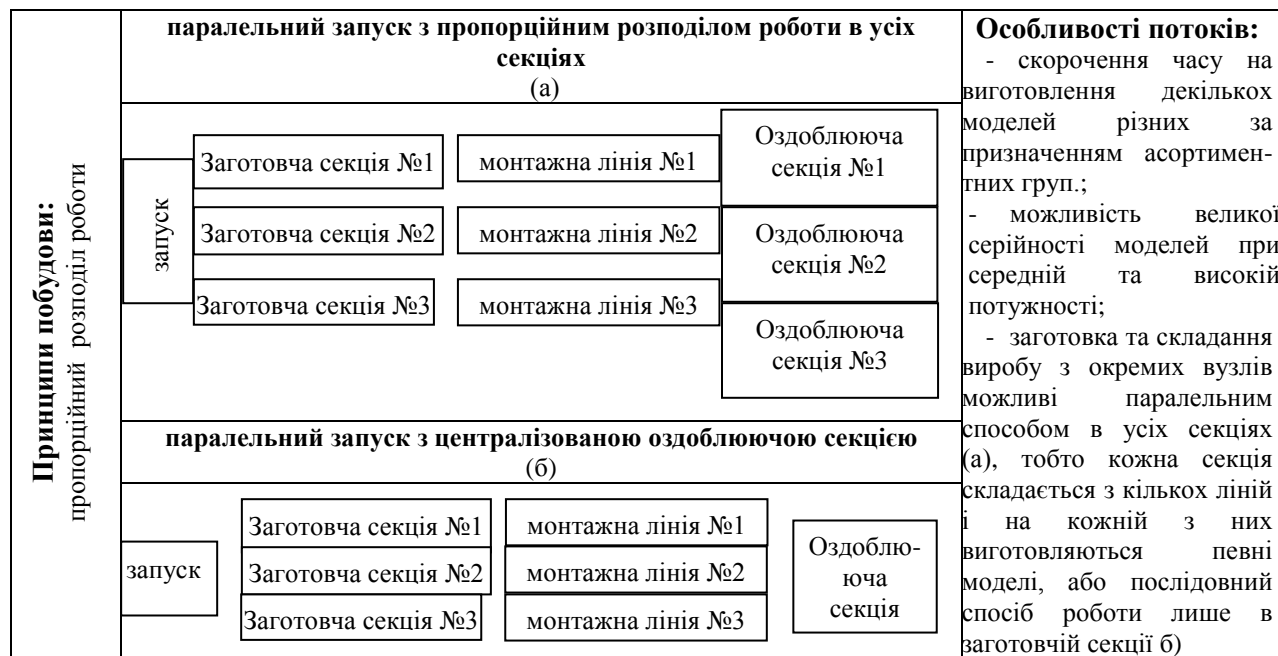 Принципи побудови:
пропорційний розподіл роботи
паралельний запуск з пропорційним розподілом роботи в усіх
секціях
(а)
запуск
Заготовча секція №1
монтажна лінія №1
Оздоблююча
секція №1
Заготовча секція №2
монтажна лінія №2
Оздоблююча
секція №2
Заготовча секція №3
монтажна лінія №3
Оздоблююча
секція №3
паралельний запуск з централізованою оздоблюючою секцією
(б)
запуск
Заготовча секція №1
монтажна лінія №1
Заготовча секція №2
монтажна лінія №2
Заготовча секція №3
монтажна лінія №3
Оздоблю-
юча
секція
Особливості потоків:
- скорочення часу на
виготовлення декількох
моделей різних за
призначенням асортимен-
тних груп.;
- можливість великої
серійності моделей при
середній та високій
потужності;
- заготовка та складання
виробу з окремих вузлів
можливі паралельним
способом в усіх секціях
(а), тобто кожна секція
складається з кількох ліній
і на кожній з них
виготовляються певні
моделі, або послідовний
спосіб роботи лише в
заготовчій секції б)